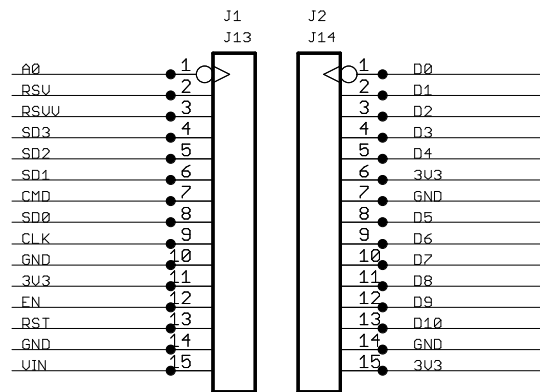 J1 J2
J13 J14
A0 1 1 D0
RSV 2 2 D1
RSVV 3 3 D2
SD3 4 4 D3
SD2 5 5 D4
SD1 6 6 3V3
CMD 7 7 GND
SD0 8 8 D5
CLK 9 9 D6
GND 10 10 D7
3V3 11 11 D8
EN 12 12 D9
RST 13 13 D10
GND 14 14 GND
VIN 15 15 3V3